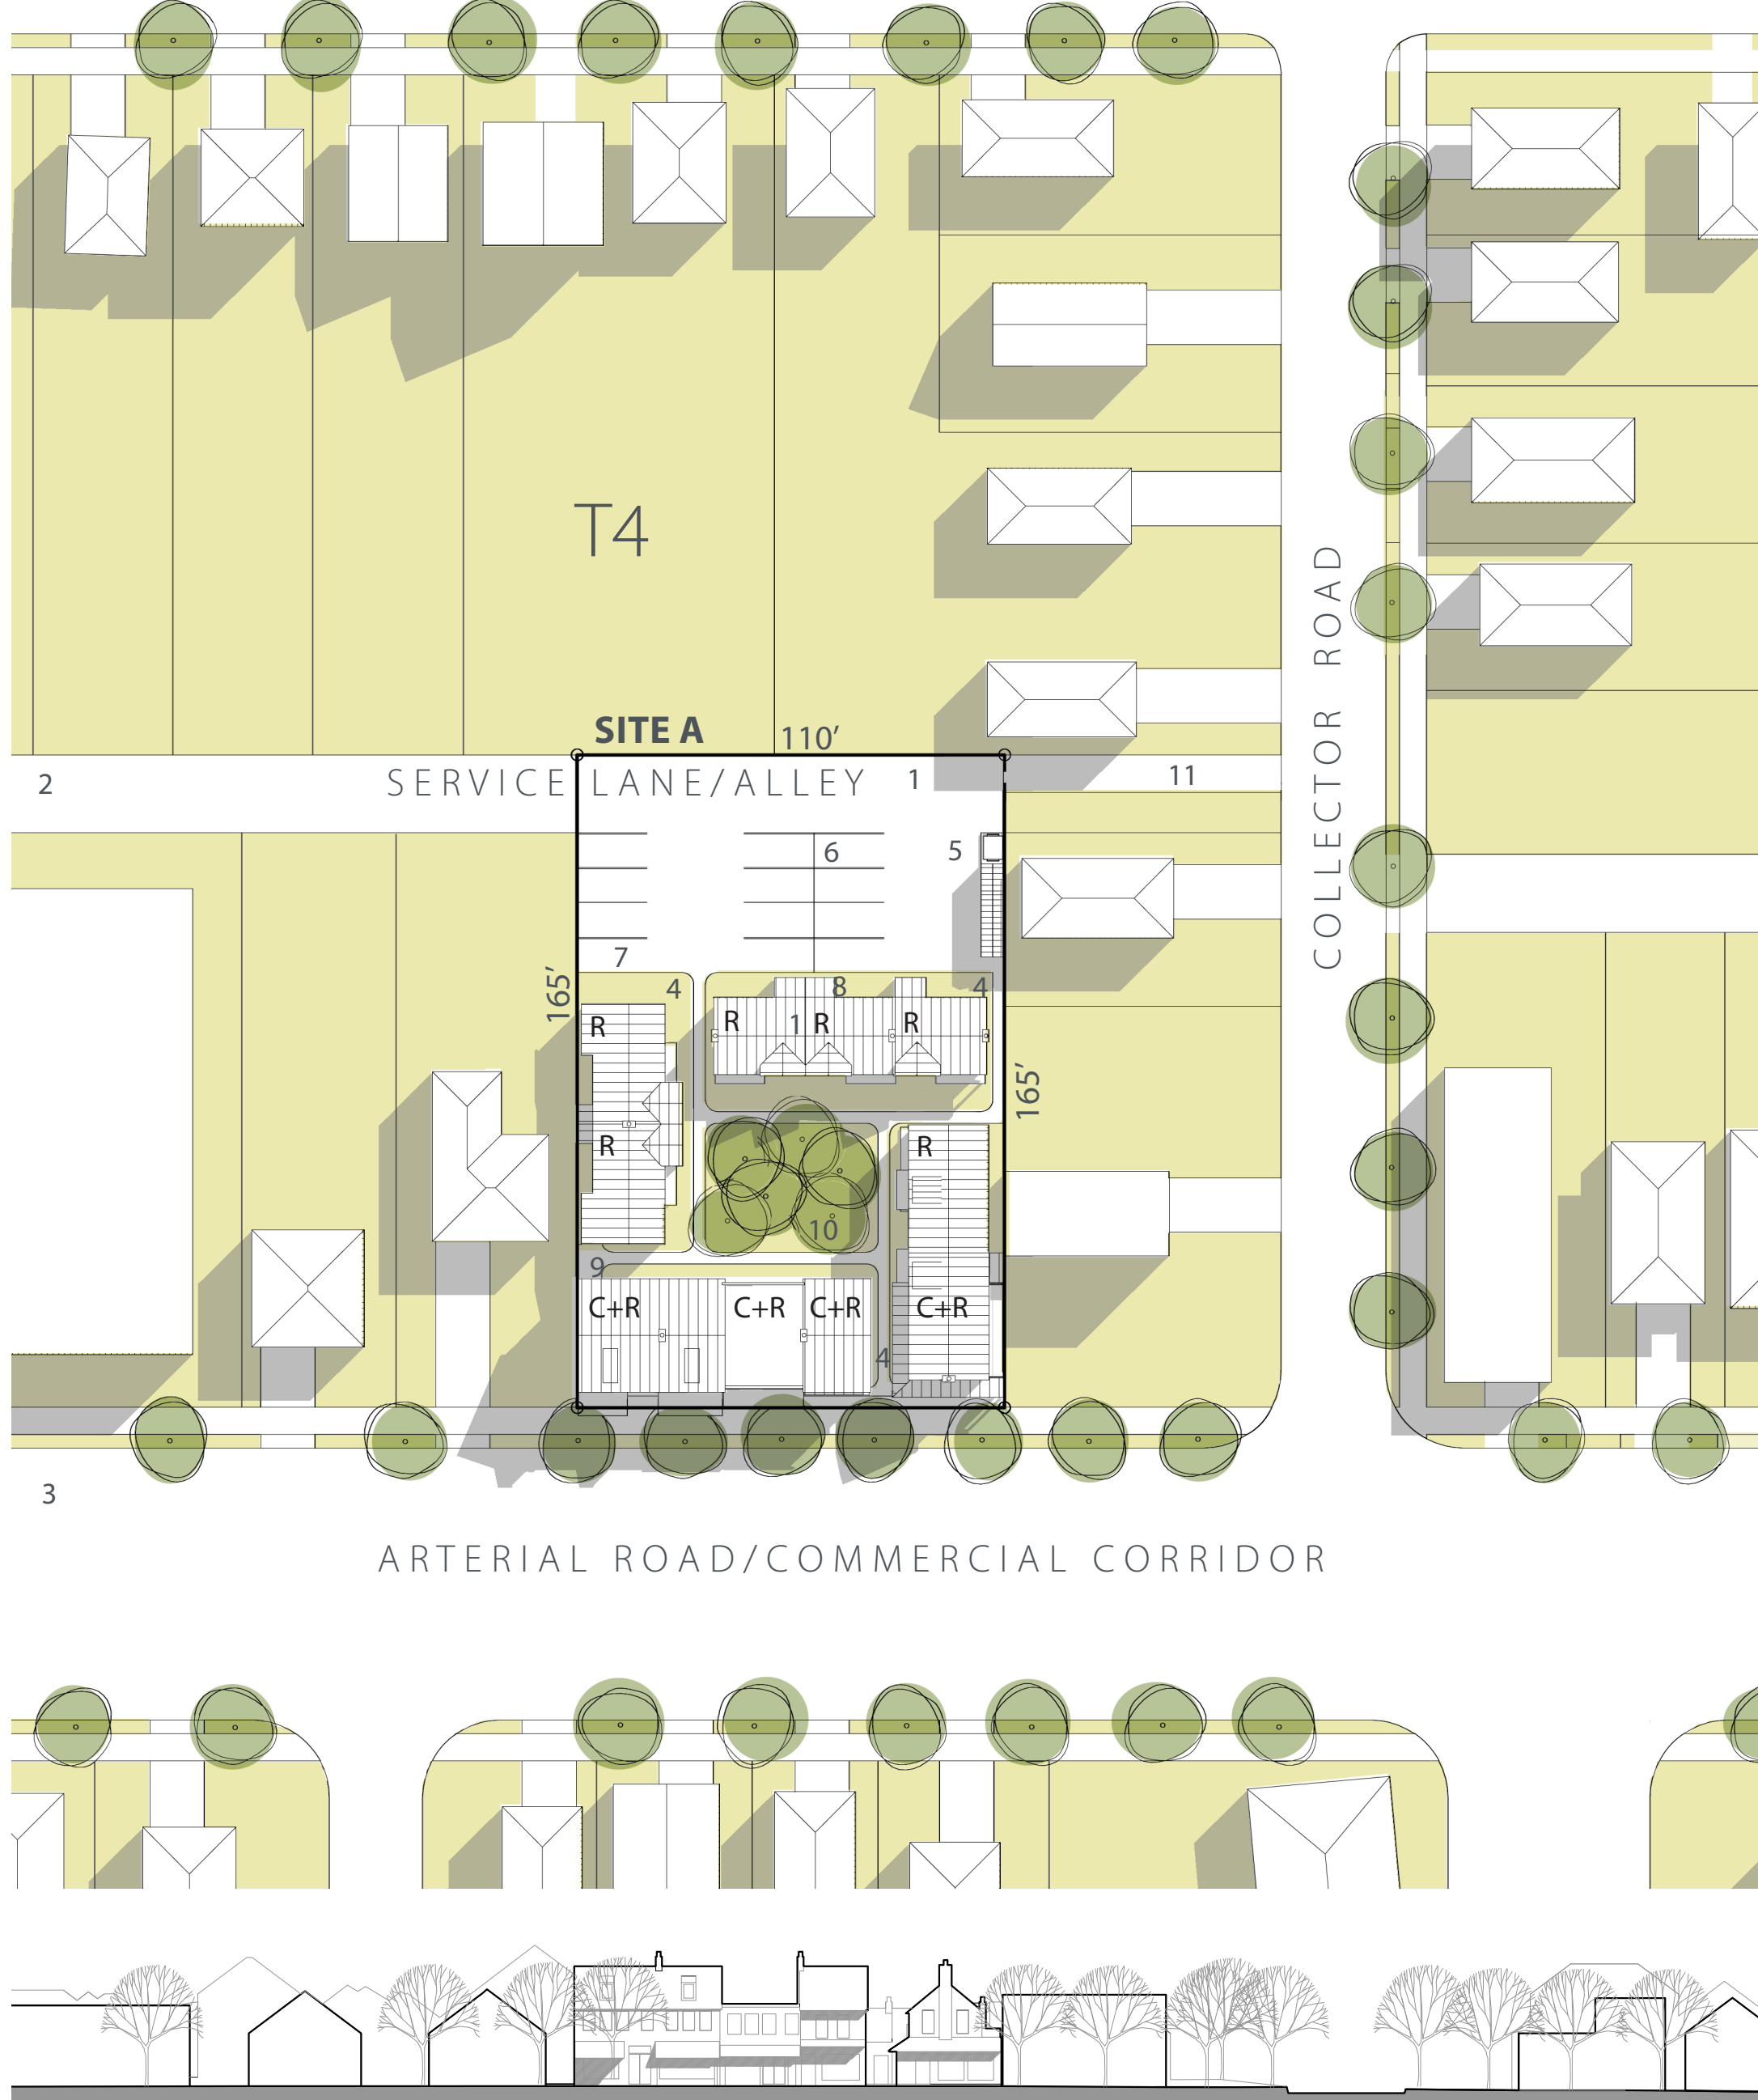 T4
COLLECTOR ROAD
SITE A
110’
2
SERVICE LANE/ALLEY
1
11
6
5
7
165’
4
8
4
R
R
1
R
R
165’
R
R
10
9
C+R
C+R
C+R
C+R
4
3
ARTERIAL ROAD/COMMERCIAL CORRIDOR